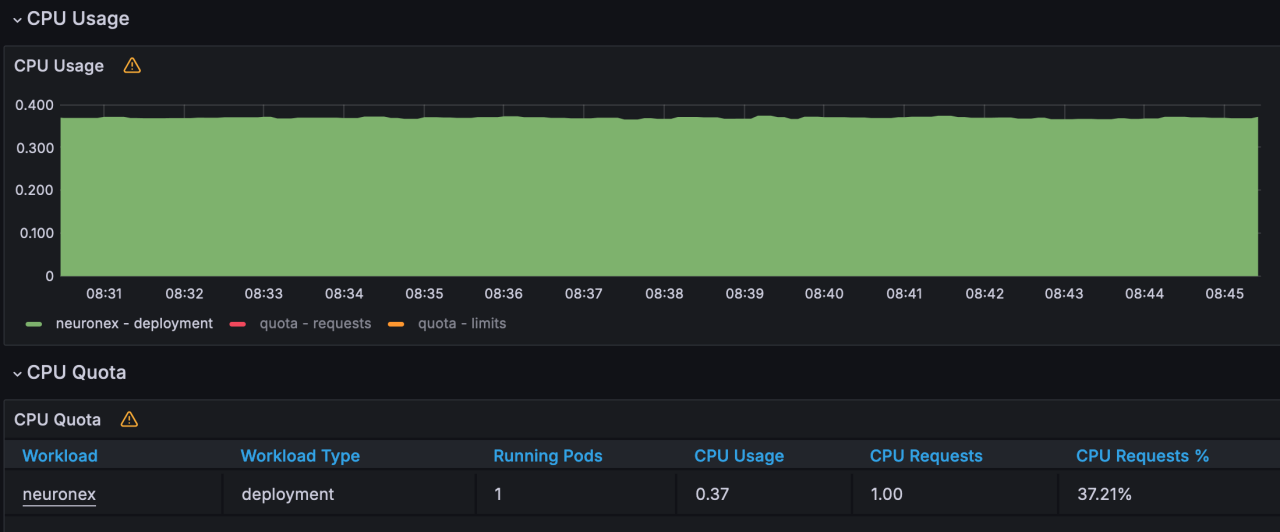 CPU Usage
CPU Usage
0.400
0.300
0.200
0.100
0
08:31 08:32 08:33 08:34 08:35 08:36 08:37 08:38 08:39 08:40 08:41 08:42 08:43 08:44 08:45
neuronex - deployment quota - requests quota - limits
CPU Quota
CPU Quota
Workload Workload Type Running Pods CPU Usage CPU Requests CPU Requests %
neuronex deployment 1 0.37 1.00 37.21%